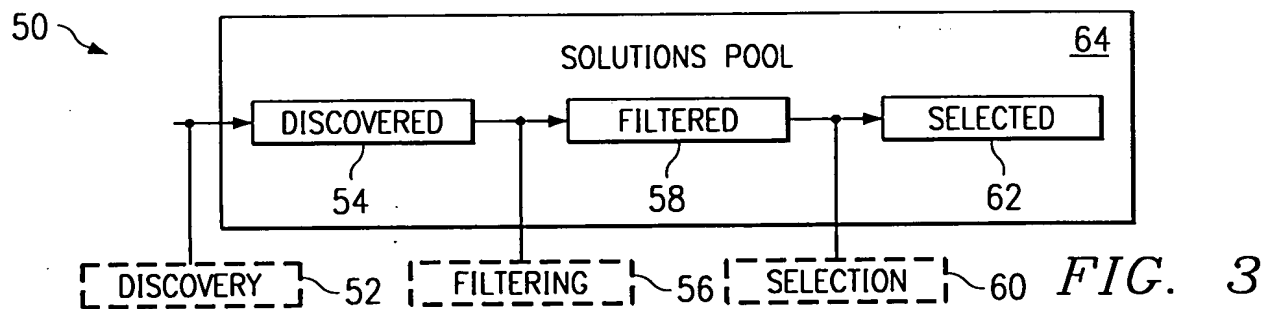 50
SOLUTIONS POOL
64
DISCOVERED
FILTERED
SELECTED
54
58
62
DISCOVERY
52
FILTERING
56
SELECTION
60
FIG. 3